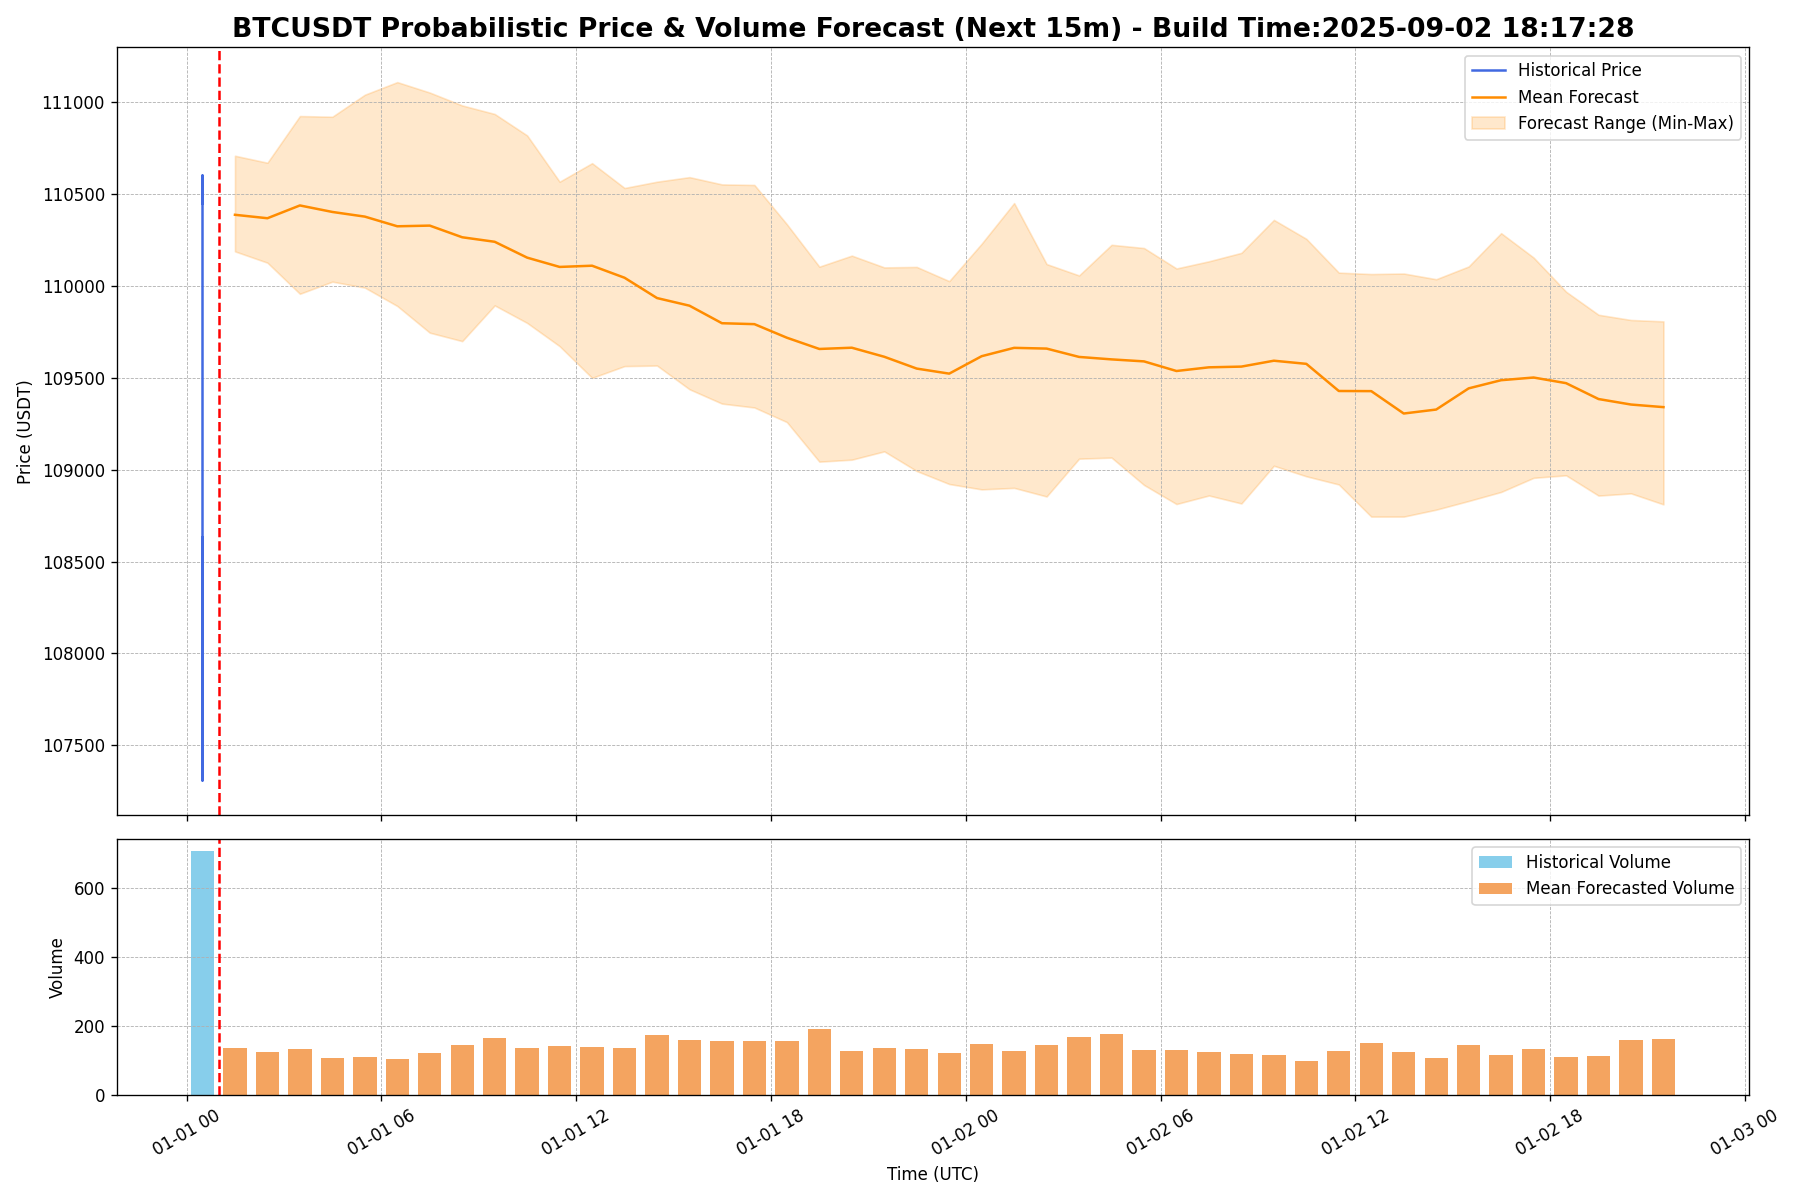 BTCUSDT Probabilistic Price & Volume Forecast (Next 15m) - Build Time:2025-09-02 18:17:28
Historical Price
Mean Forecast
Forecast Range (Min-Max)
Price (USDT)
111000
110500
110000
109500
109000
108500
108000
107500
Historical Volume
Mean Forecasted Volume
Volume
600
400
200
0
01-01 00
01-01 06
01-01 12
01-01 18
01-02 00
01-02 06
01-02 12
01-02 18
01-03 00
Time (UTC)